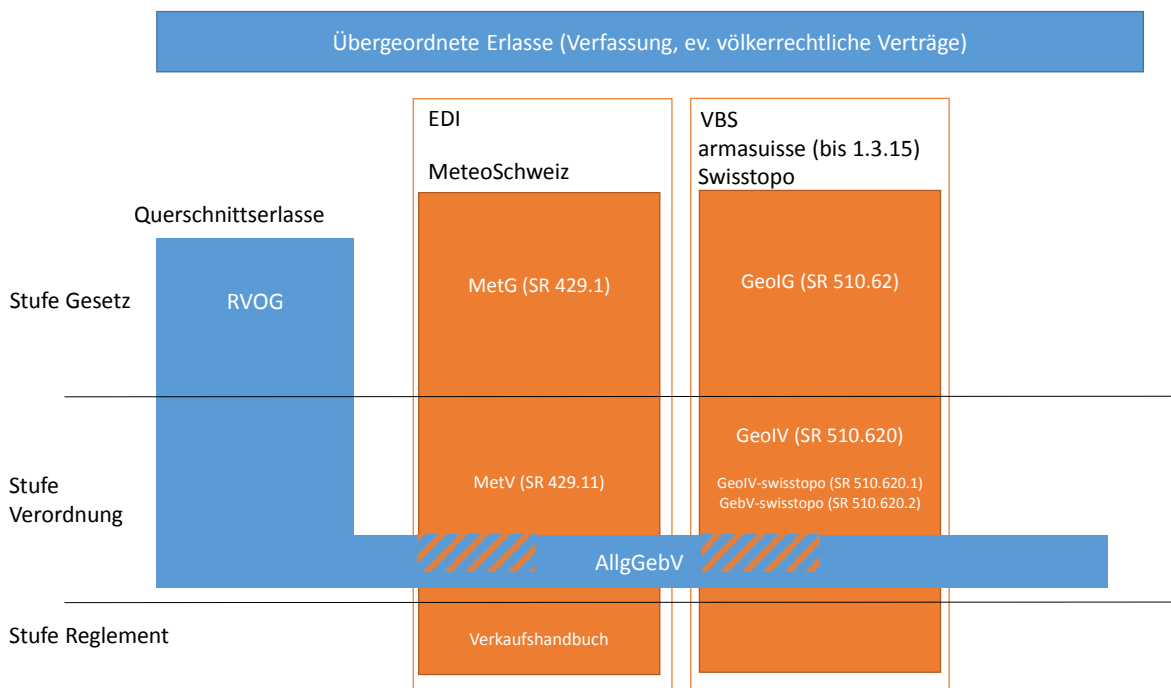 Übergeordnete Erlasse (Verfassung, ev. völkerrechtliche Verträge)
EDI
MeteoSchweiz
VBS
armasuisse (bis 1.3.15)
Swisstopo
Querschnittserlasse
Stufe Gesetz
RVOG
MetG (SR 429.1)
GeoIG (SR 510.62)
Stufe
Verordnung
MetV (SR 429.11)
GeoIV (SR 510.620)
GeoIV-swisstopo (SR 510.620.1)
GebV-swisstopo (SR 510.620.2)
AllgGebV
Stufe Reglement
Verkaufshandbuch